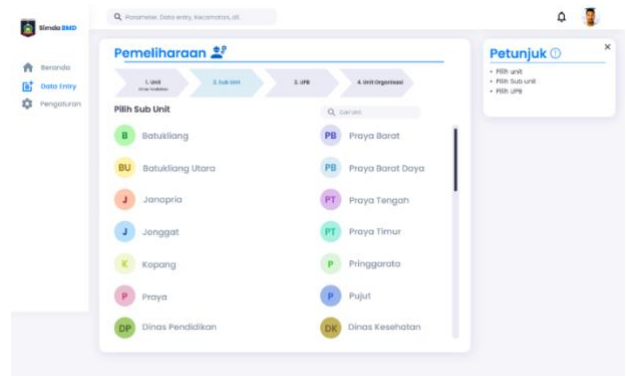 Simda BMD
Parameter, Data entry, Kecamatan, dll.
Beranda
Data Entry
Pengaturan
Pemeliharaan
1. Unit
2. Sub Unit
3. UPB
4. Unit Organisasi
Pilih Sub Unit
Cari unit
B Batukliang
PB Praya Barat
BU Batukliang Utara
PB Praya Barat Daya
J Janapria
PT Praya Tengah
J Jonggat
PT Praya Timur
K Kopang
P Pringgarata
P Praya
P Pujut
DP Dinas Pendidikan
DK Dinas Kesehatan
Petunjuk
- Pilih unit
- Pilih Sub unit
- Pilih UPB